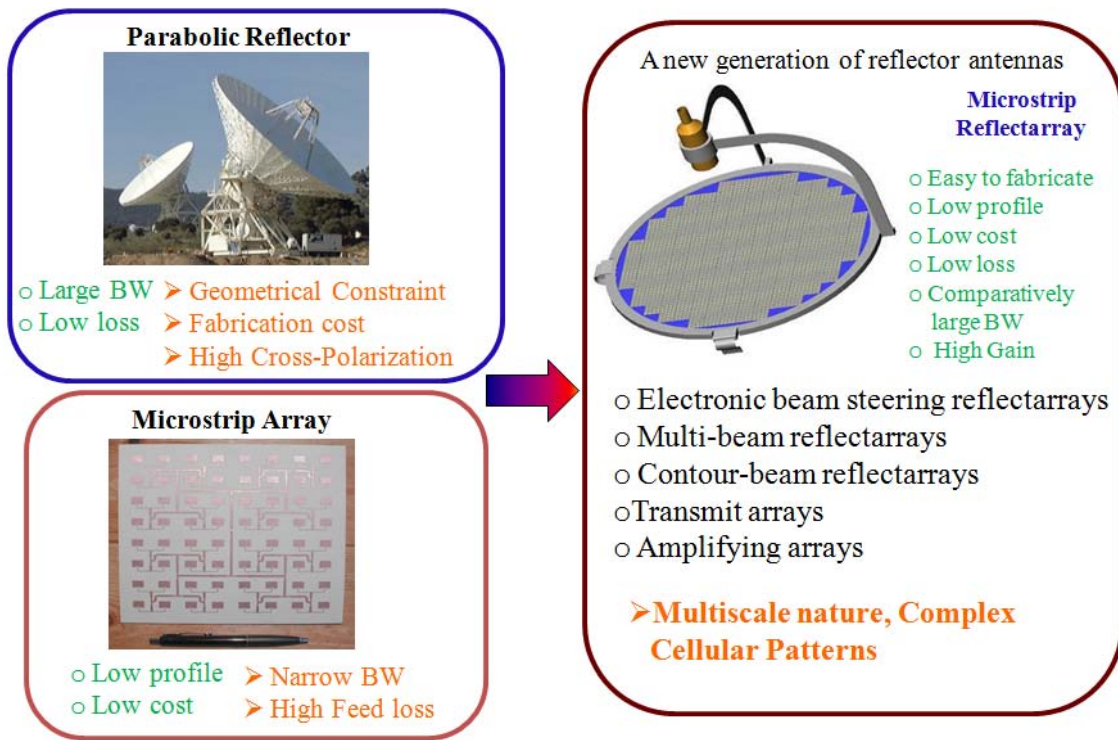 Parabolic Reflector
o Large BW
o Low loss
➢ Geometrical Constraint
➢ Fabrication cost
➢ High Cross-Polarization
Microstrip Array
o Low profile
o Low cost
➢ Narrow BW
➢ High Feed loss
A new generation of reflector antennas
Microstrip
Reflectarray
o Easy to fabricate
o Low profile
o Low cost
o Low loss
o Comparatively
large BW
o High Gain
o Electronic beam steering reflectarrays
o Multi-beam reflectarrays
o Contour-beam reflectarrays
oTransmit arrays
o Amplifying arrays
➢Multiscale nature, Complex
Cellular Patterns